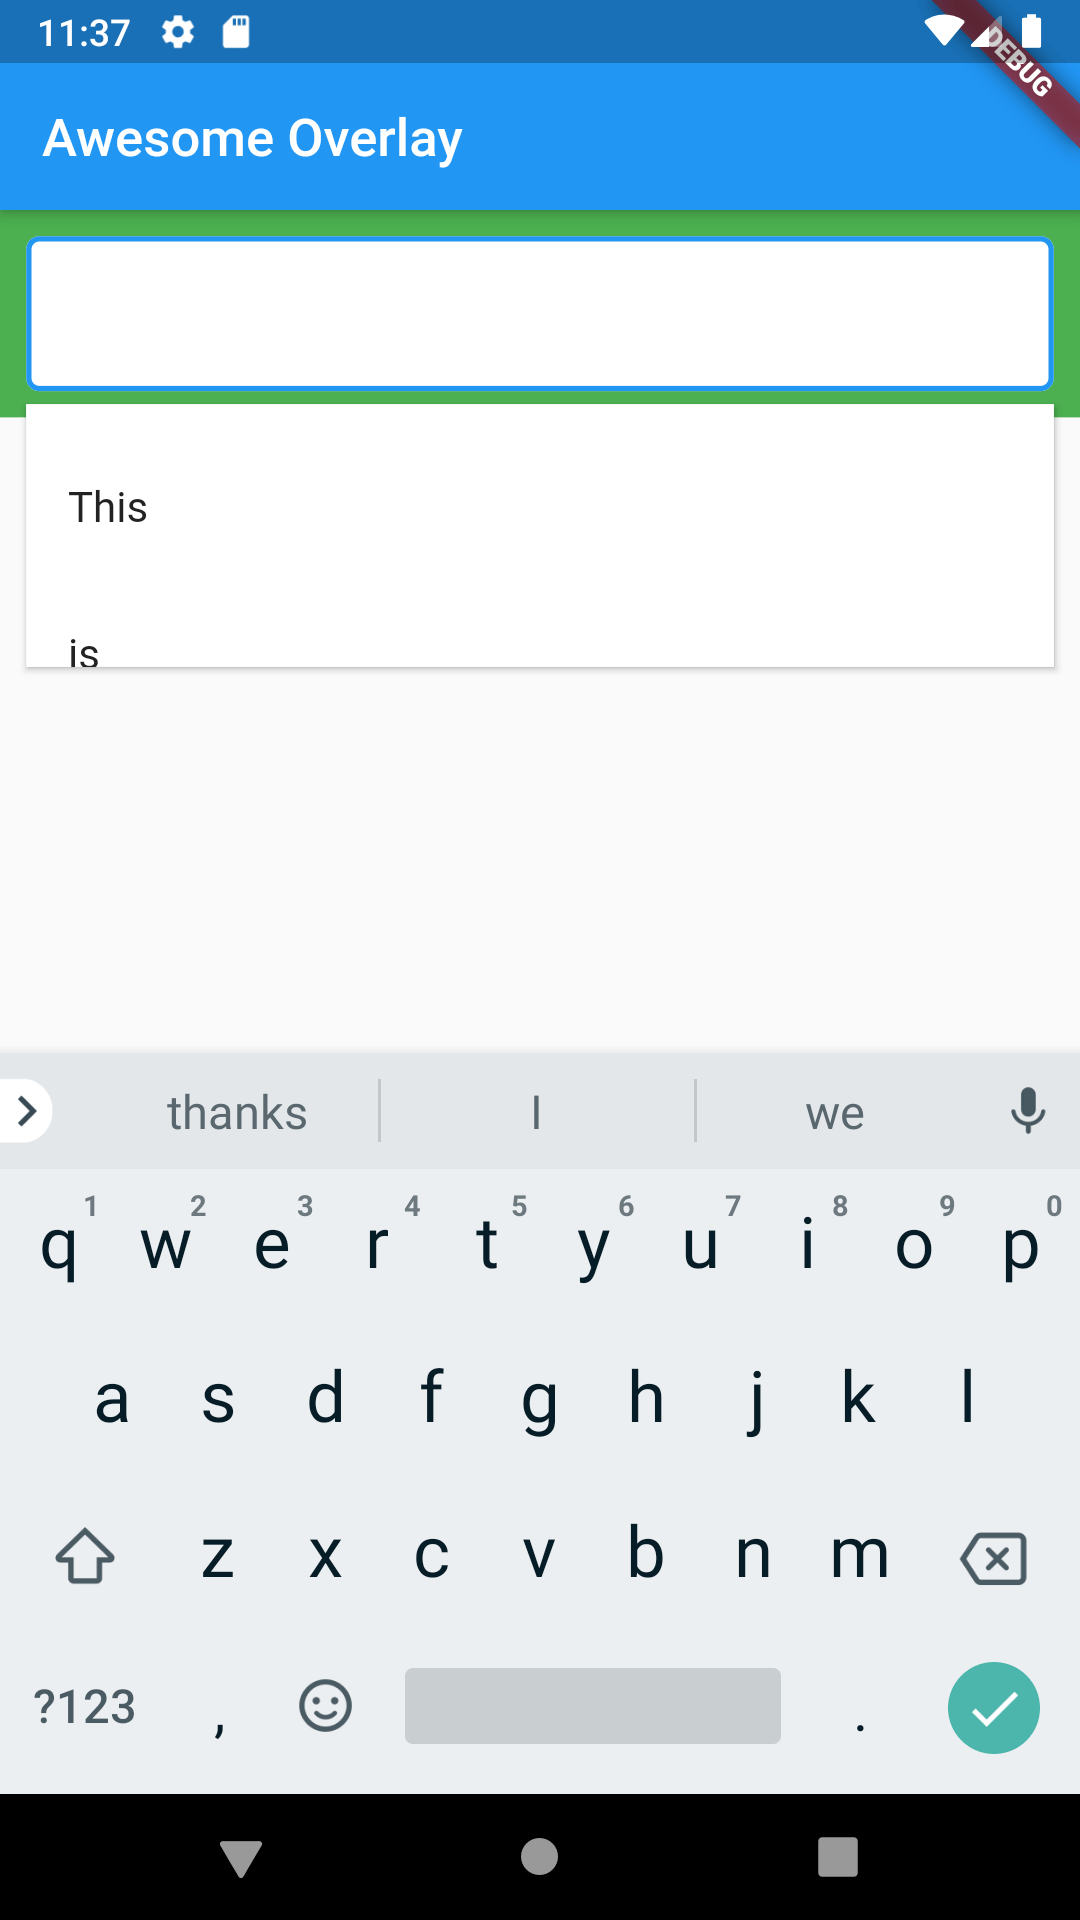 11:37
DEBUG
Awesome Overlay
This
is
thanks I we
1 2 3 4 5 6 7 8 9 0
q w e r t y u i o p
a s d f g h j k l
z x c v b n m
?123 , .